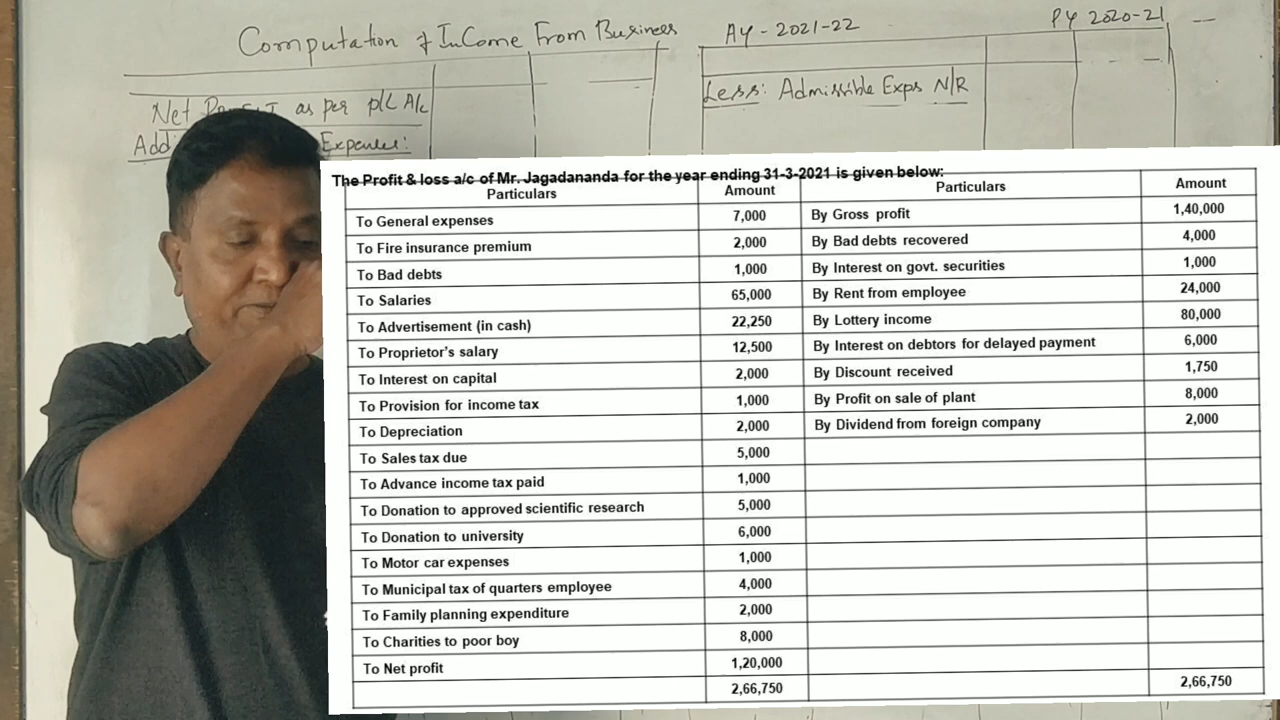 Computation of InCome From Business AY - 2021-22 PY 2020-21
Net as per P/L A/c
Add Expenses:
Less: Admissible Exps N/R
The Profit & loss a/c of Mr. Jagadananda for the year ending 31-3-2021 is given below:
Particulars Amount Particulars Amount
To General expenses 7,000 By Gross profit 1,40,000
To Fire insurance premium 2,000 By Bad debts recovered 4,000
To Bad debts 1,000 By Interest on govt. securities 1,000
To Salaries 65,000 By Rent from employee 24,000
To Advertisement (in cash) 22,250 By Lottery income 80,000
To Proprietor's salary 12,500 By Interest on debtors for delayed payment 6,000
To Interest on capital 2,000 By Discount received 1,750
To Provision for income tax 1,000 By Profit on sale of plant 8,000
To Depreciation 2,000 By Dividend from foreign company 2,000
To Sales tax due 5,000
To Advance income tax paid 1,000
To Donation to approved scientific research 5,000
To Donation to university 6,000
To Motor car expenses 1,000
To Municipal tax of quarters employee 4,000
To Family planning expenditure 2,000
To Charities to poor boy 8,000
To Net profit 1,20,000
2,66,750 2,66,750